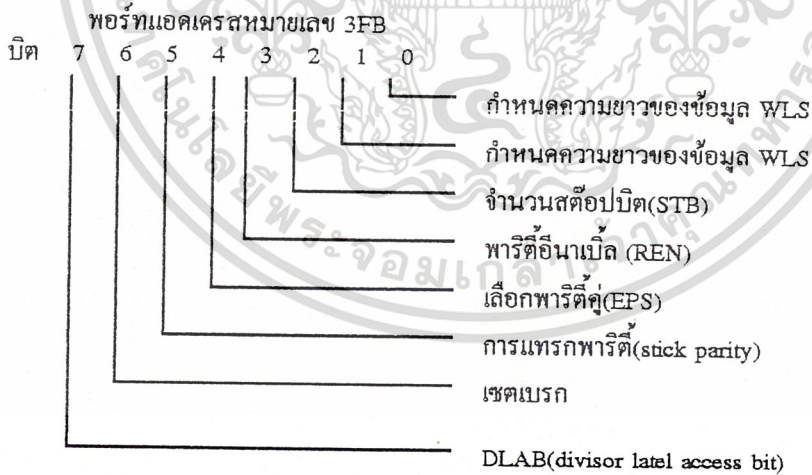 พอร์ทแอดเครสหมายเลข 3FB
บิต 7 6 5 4 3 2 1 0
กำหนดความยาวของข้อมูล WLS
กำหนดความยาวของข้อมูล WLS
จำนวนสต๊อปบิต(STB)
พาริตี้อีนาเบิ้ล (REN)
เลือกพาริตี้คู่(EPS)
การแทรกพาริตี้(stick parity)
เซตเบรก
DLAB(divisor latel access bit)